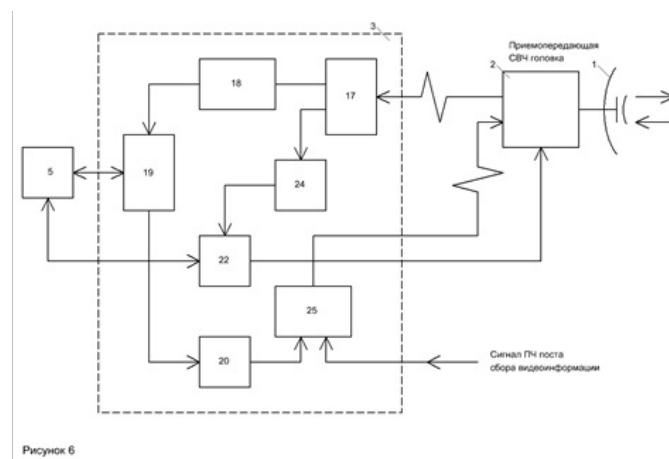 3
Приемопередающая
СВЧ головка
2
1
18
17
5
19
24
22
25
20
Сигнал ПЧ поста
сбора видеоинформации
Рисунок 6